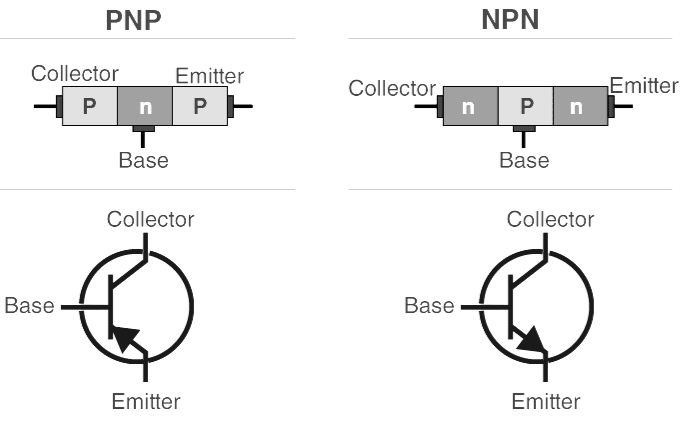 PNP
NPN
Collector
Emitter
P n P
Base
Collector
Emitter
n P n
Base
Collector
Base
Emitter
Collector
Base
Emitter